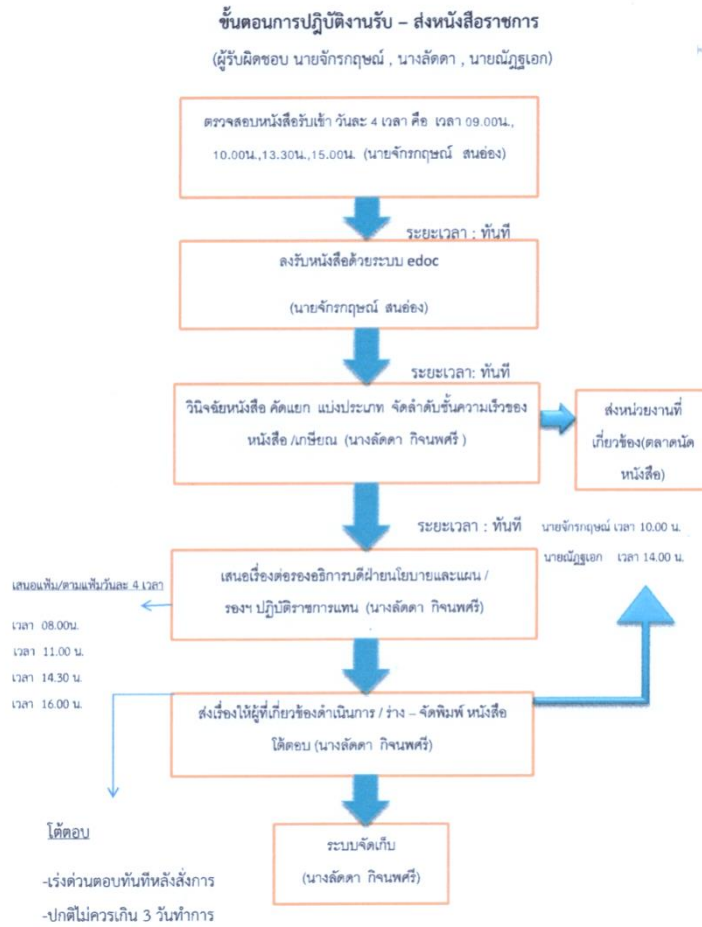 ขั้นตอนการปฏิบัติงานรับ – ส่งหนังสือราชการ
(ผู้รับผิดชอบ นายจักรกฤษณ์ , นางลัดดา , นายณัฏฐเอก)
ตรวจสอบหนังสือรับเข้า วันละ 4 เวลา คือ เวลา 09.00น.,
10.00น.,13.30น.,15.00น. (นายจักรกฤษณ์ สนอ่อง)
ระยะเวลา : ทันที
ลงรับหนังสือด้วยระบบ edoc
(นายจักรกฤษณ์ สนอ่อง)
ระยะเวลา: ทันที
วินิจฉัยหนังสือ คัดแยก แบ่งประเภท จัดลำดับชั้นความเร็วของ
หนังสือ /เกษียณ (นางลัดดา กิจนพศรี )
ส่งหน่วยงานที่
เกี่ยวข้อง(ตลาดนัด
หนังสือ)
ระยะเวลา : ทันที
นายจักรกฤษณ์ เวลา 10.00 น.
นายณัฏฐเอก เวลา 14.00 น.
เสนอเรื่องต่อรองอธิการบดีฝ่ายนโยบายและแผน /
รองฯ ปฏิบัติราชการแทน (นางลัดดา กิจนพศรี)
เสนอแฟ้ม/ตามแฟ้มวันละ 4 เวลา
เวลา 08.00น.
เวลา 11.00 น.
เวลา 14.30 น.
เวลา 16.00 น.
ส่งเรื่องให้ผู้ที่เกี่ยวข้องดำเนินการ / ร่าง – จัดพิมพ์ หนังสือ
โต้ตอบ (นางลัดดา กิจนพศรี)
โต้ตอบ
-เร่งด่วนตอบทันทีหลังสั่งการ
-ปกติไม่ควรเกิน 3 วันทำการ
ระบบจัดเก็บ
(นางลัดดา กิจนพศรี)